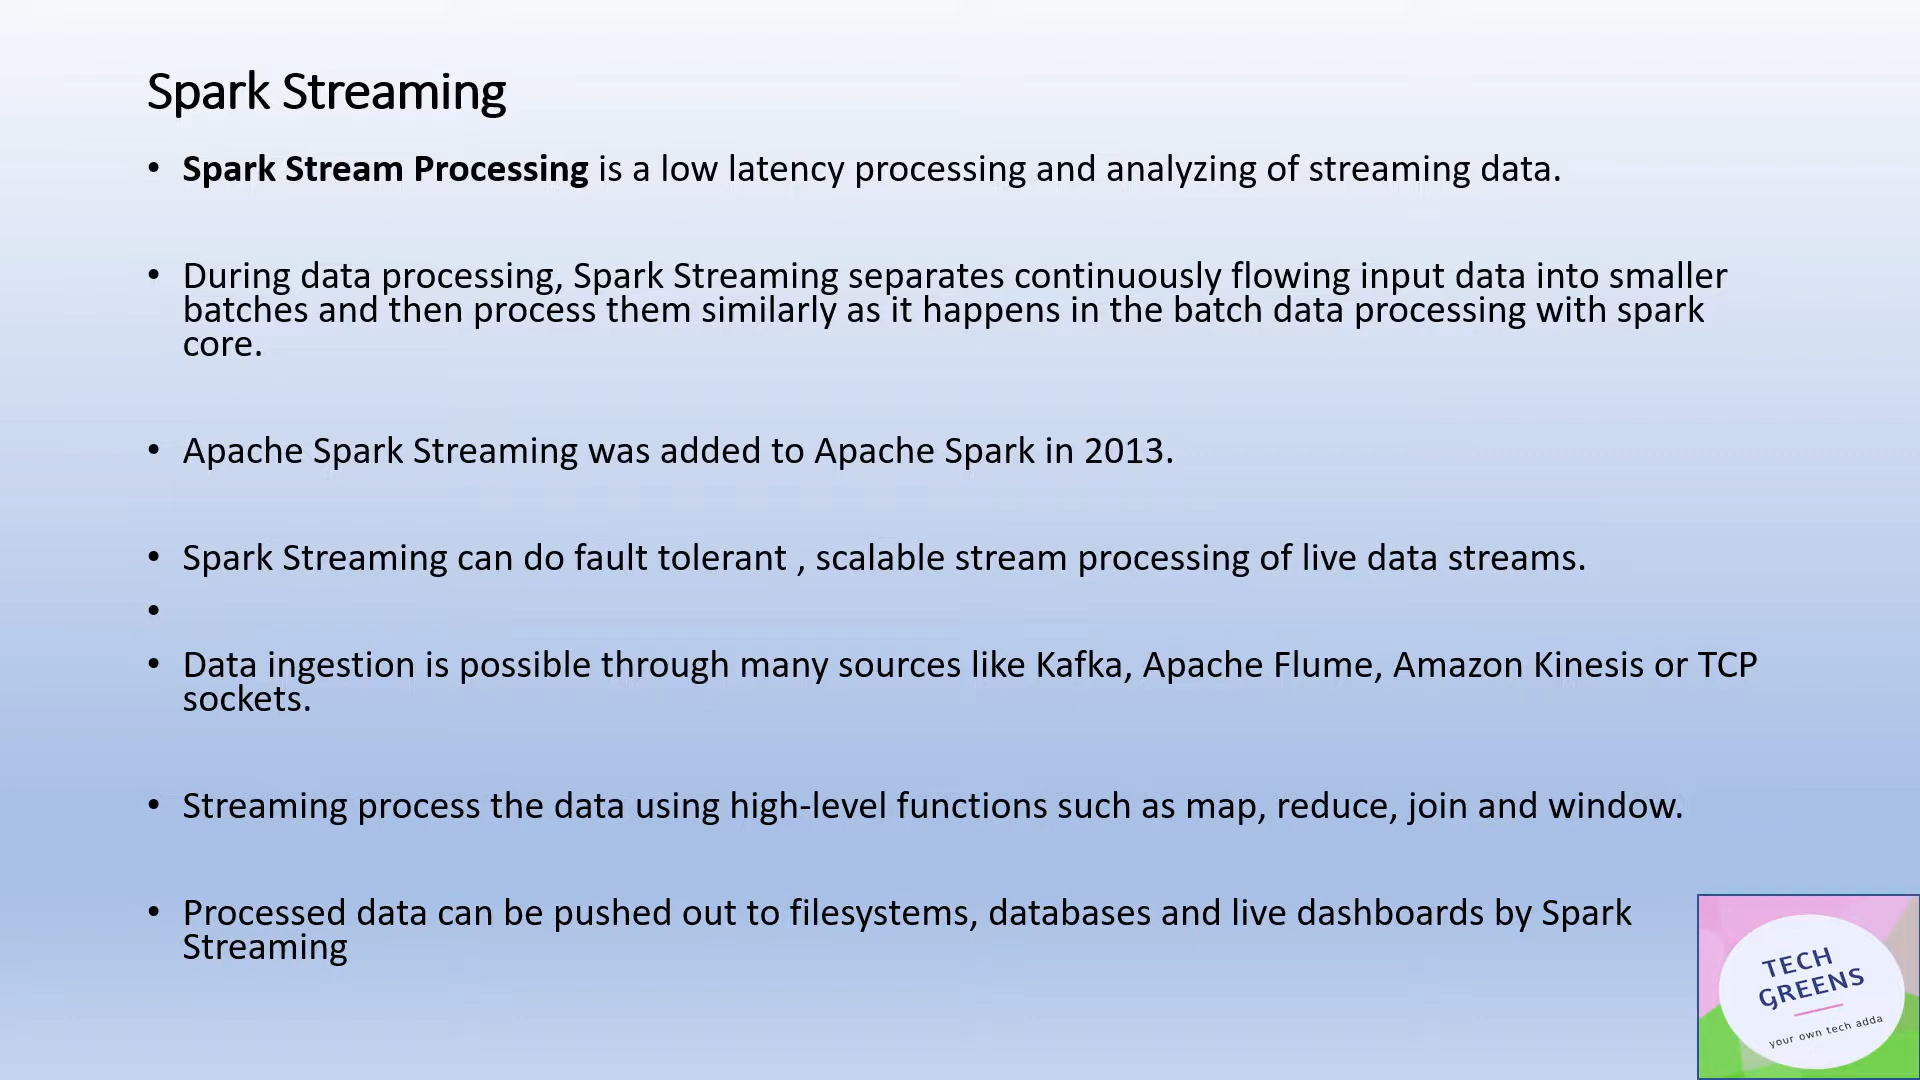 Spark Streaming
• Spark Stream Processing is a low latency processing and analyzing of streaming data.
• During data processing, Spark Streaming separates continuously flowing input data into smaller
batches and then process them similarly as it happens in the batch data processing with spark
core.
• Apache Spark Streaming was added to Apache Spark in 2013.
• Spark Streaming can do fault tolerant , scalable stream processing of live data streams.
•
• Data ingestion is possible through many sources like Kafka, Apache Flume, Amazon Kinesis or TCP
sockets.
• Streaming process the data using high-level functions such as map, reduce, join and window.
• Processed data can be pushed out to filesystems, databases and live dashboards by Spark
Streaming
TECH
GREENS
your own tech adda